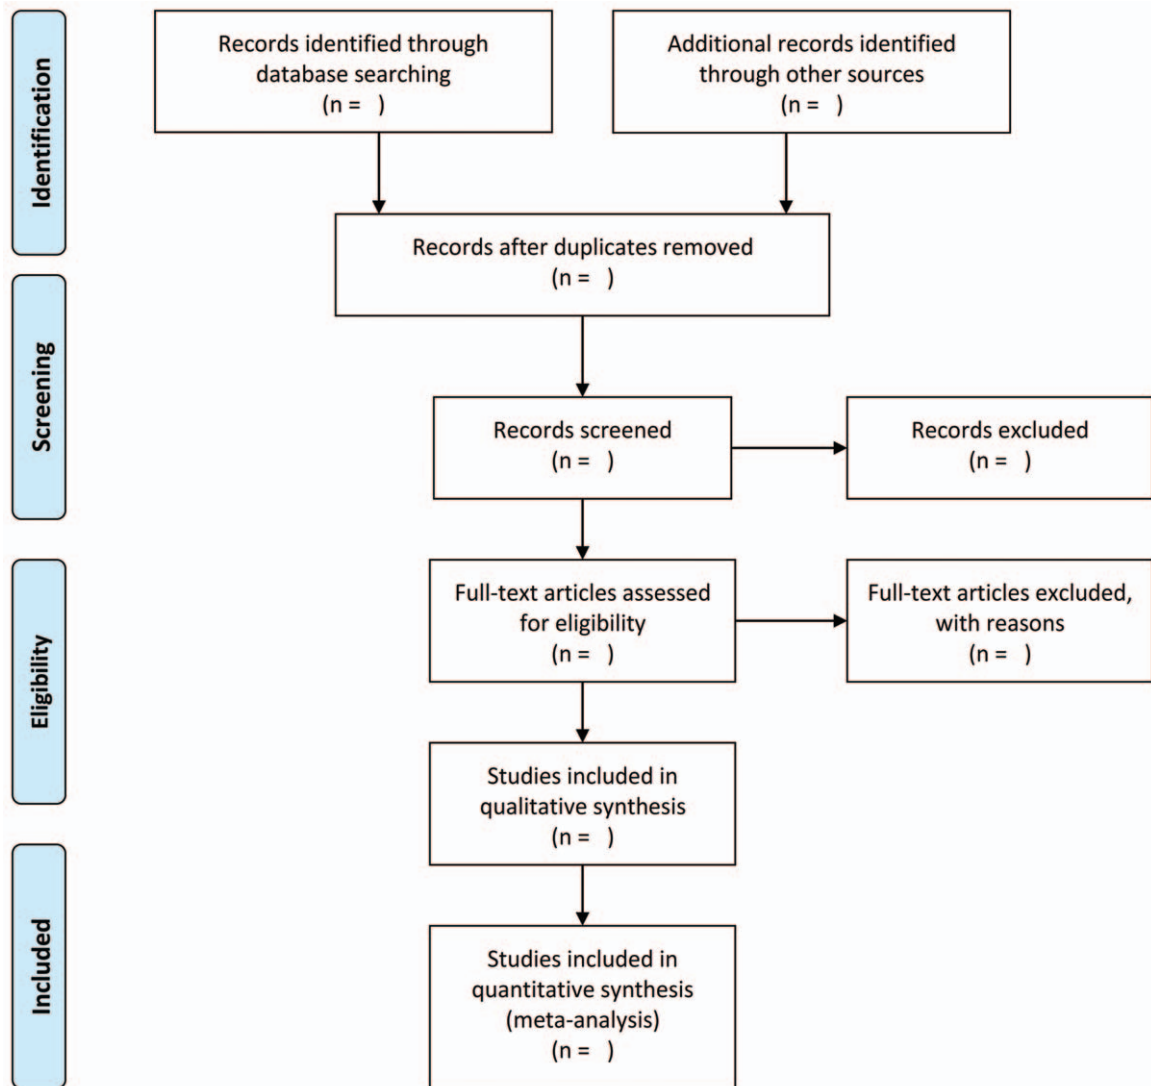 Identification
Records identified through
database searching
(n =   )
Additional records identified
through other sources
(n =   )
Records after duplicates removed
(n =   )
Screening
Records screened
(n =   )
Records excluded
(n =   )
Eligibility
Full-text articles assessed
for eligibility
(n =   )
Full-text articles excluded,
with reasons
(n =   )
Studies included in
qualitative synthesis
(n =   )
Included
Studies included in
quantitative synthesis
(meta-analysis)
(n =   )